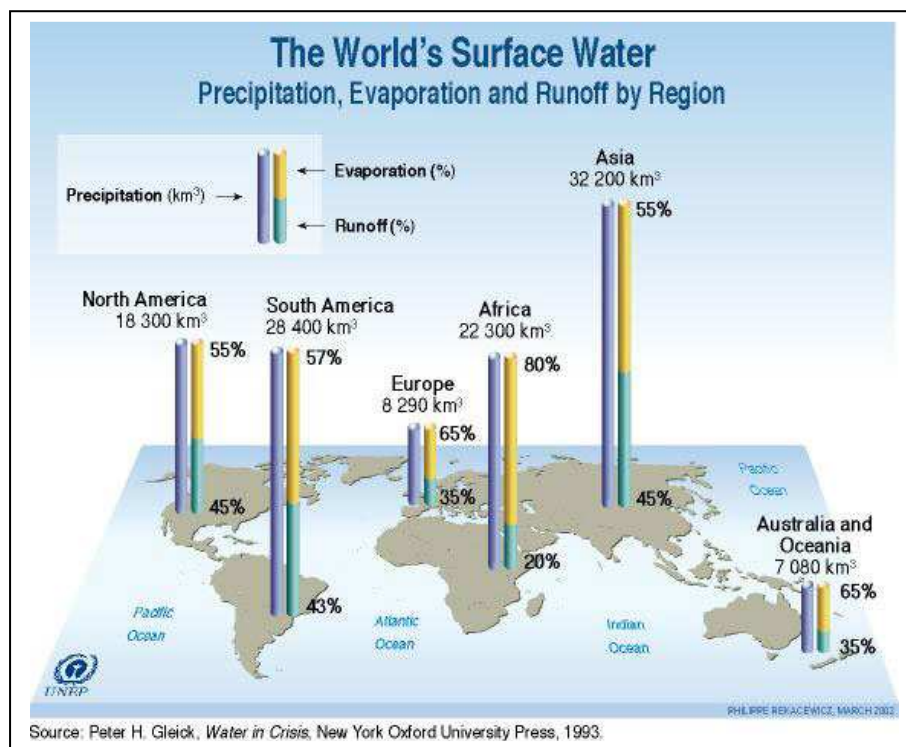 The World's Surface Water
Precipitation, Evaporation and Runoff by Region
Precipitation (km³)
Evaporation (%)
Runoff (%)
North America
18 300 km³
55%
45%
South America
28 400 km³
57%
43%
Europe
8 290 km³
65%
35%
Africa
22 300 km³
80%
20%
Asia
32 200 km³
55%
45%
Australia and
Oceania
7 080 km³
65%
35%
Pacific
Ocean
Pacific
Ocean
Atlantic
Ocean
Indian
Ocean
UNEP
PHILIPPE REKACEWICZ, MARCH 2002
Source: Peter H. Gleick, Water in Crisis, New York Oxford University Press, 1993.